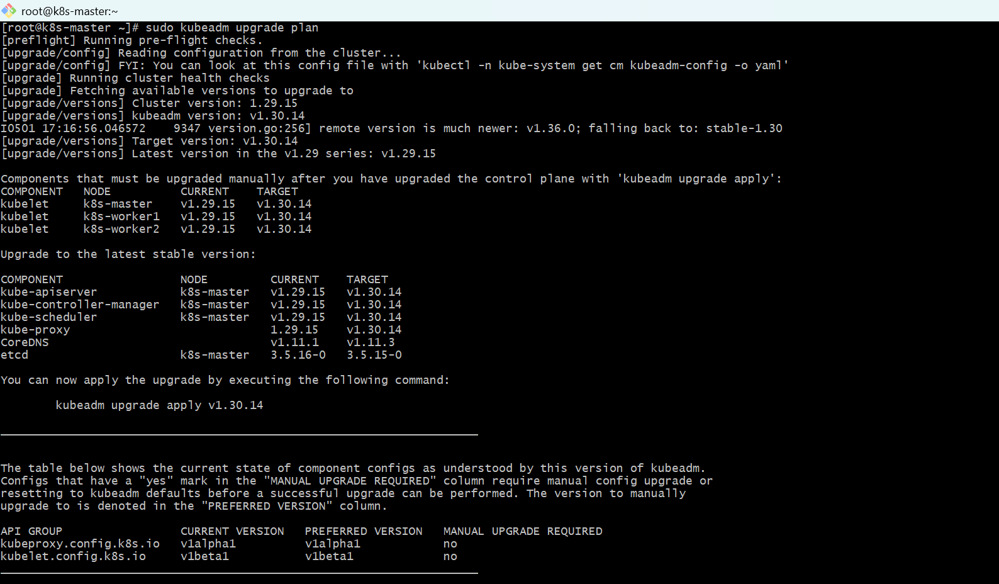 root@k8s-master:~
[root@k8s-master ~]# sudo kubeadm upgrade plan
[preflight] Running pre-flight checks.
[upgrade/config] Reading configuration from the cluster...
[upgrade/config] FYI: You can look at this config file with 'kubectl -n kube-system get cm kubeadm-config -o yaml'
[upgrade] Running cluster health checks
[upgrade] Fetching available versions to upgrade to
[upgrade/versions] Cluster version: 1.29.15
[upgrade/versions] kubeadm version: v1.30.14
I0501 17:16:56.046572    9347 version.go:256] remote version is much newer: v1.36.0; falling back to: stable-1.30
[upgrade/versions] Target version: v1.30.14
[upgrade/versions] Latest version in the v1.29 series: v1.29.15
Components that must be upgraded manually after you have upgraded the control plane with 'kubeadm upgrade apply':
COMPONENT   NODE          CURRENT    TARGET
kubelet     k8s-master    v1.29.15   v1.30.14
kubelet     k8s-worker1   v1.29.15   v1.30.14
kubelet     k8s-worker2   v1.29.15   v1.30.14
Upgrade to the latest stable version:
COMPONENT                 NODE         CURRENT    TARGET
kube-apiserver            k8s-master   v1.29.15   v1.30.14
kube-controller-manager   k8s-master   v1.29.15   v1.30.14
kube-scheduler            k8s-master   v1.29.15   v1.30.14
kube-proxy                             1.29.15    v1.30.14
CoreDNS                                v1.11.1    v1.11.3
etcd                      k8s-master   3.5.16-0   3.5.15-0
You can now apply the upgrade by executing the following command:
kubeadm upgrade apply v1.30.14
The table below shows the current state of component configs as understood by this version of kubeadm.
Configs that have a "yes" mark in the "MANUAL UPGRADE REQUIRED" column require manual config upgrade or
resetting to kubeadm defaults before a successful upgrade can be performed. The version to manually
upgrade to is denoted in the "PREFERRED VERSION" column.
API GROUP                 CURRENT VERSION   PREFERRED VERSION   MANUAL UPGRADE REQUIRED
kubeproxy.config.k8s.io   v1alpha1          v1alpha1            no
kubelet.config.k8s.io     v1beta1           v1beta1             no